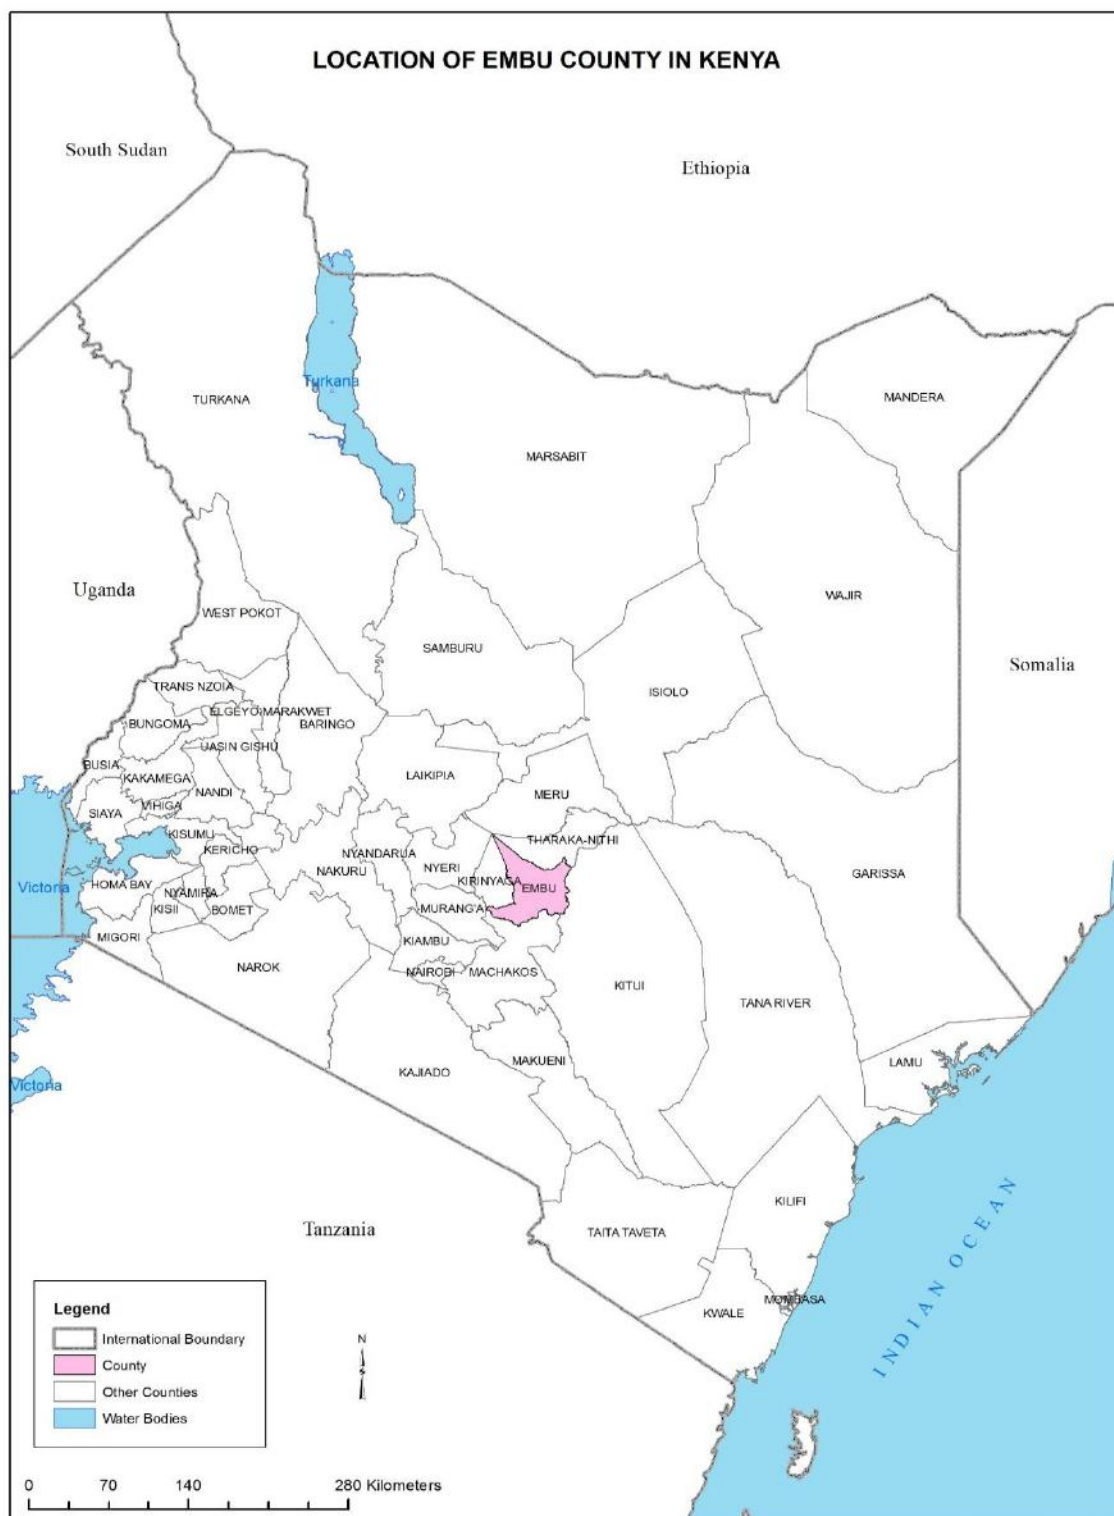 LOCATION OF EMBU COUNTY IN KENYA
South Sudan
Ethiopia
Turkana
TURKANA
MANDERA
MARSABIT
Uganda
WAJIR
WEST POKOT
SAMBURU
Somalia
TRANS NZOIA
ISIOLO
ELGEYO MARAKWET
BUNGOMA
BARINGO
UASIN GISHU
BUSIA
KAKAMEGA
LAIKIPIA
NANDI
MERU
VIHIGA
SIAYA
KISUMU
THARAKA-NITHI
KERICHO
NYANDARUA
NYERI
NAKURU
GARISSA
KIRINYAGA
Victoria
HOMA BAY
EMBU
NYAMIRA
KISII
BOMET
MURANG'A
MIGORI
KIAMBU
NAROK
NAIROBI
MACHAKOS
KITUI
TANA RIVER
MAKUENI
LAMU
KAJIADO
Victoria
KILIFI
Tanzania
TAITA TAVETA
INDIAN OCEAN
MOMBASA
KWALE
Legend
International Boundary
County
Other Counties
Water Bodies
N
0 70 140 280 Kilometers